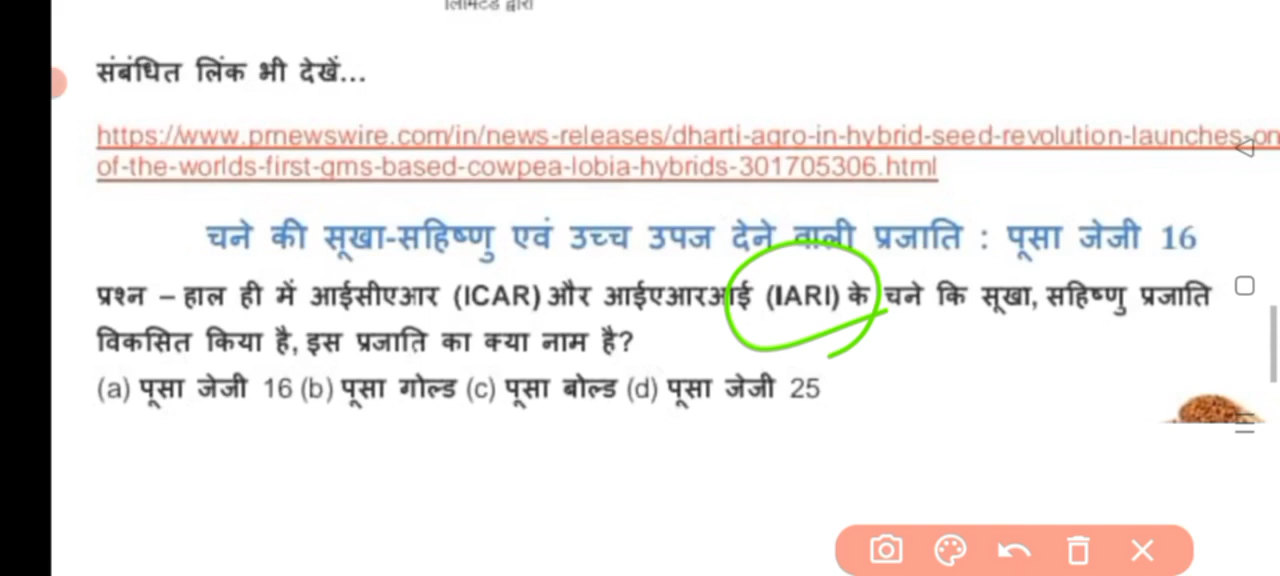 लिमिटेड द्वारा
संबंधित लिंक भी देखें...
https://www.prnewswire.com/in/news-releases/dharti-agro-in-hybrid-seed-revolution-launches-on
of-the-worlds-first-gms-based-cowpea-lobia-hybrids-301705306.html
चने की सूखा-सहिष्णु एवं उच्च उपज देने वाली प्रजाति : पूसा जेजी 16
प्रश्न – हाल ही में आईसीएआर (ICAR) और आईएआरआई (IARI) के चने कि सूखा, सहिष्णु प्रजाति
विकसित किया है, इस प्रजाति का क्या नाम है?
(a) पूसा जेजी 16 (b) पूसा गोल्ड (c) पूसा बोल्ड (d) पूसा जेजी 25